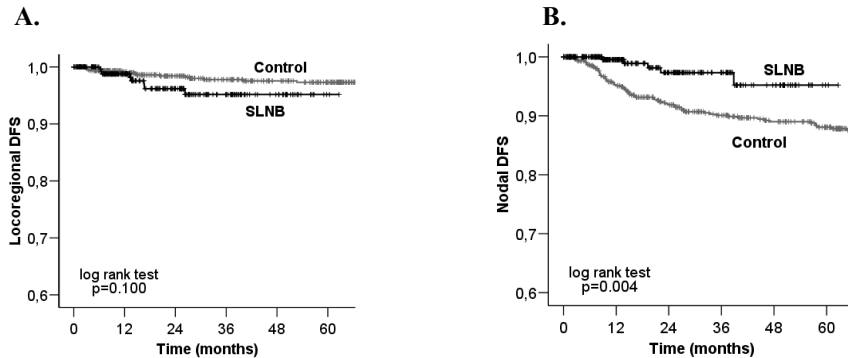 A.
Locoregional DFS
1,0
0,9
0,8
0,7
0,6
Control
SLNB
log rank test
p=0.100
0 12 24 36 48 60
Time (months)
B.
Nodal DFS
1,0
0,9
0,8
0,7
0,6
SLNB
Control
log rank test
p=0.004
0 12 24 36 48 60
Time (months)